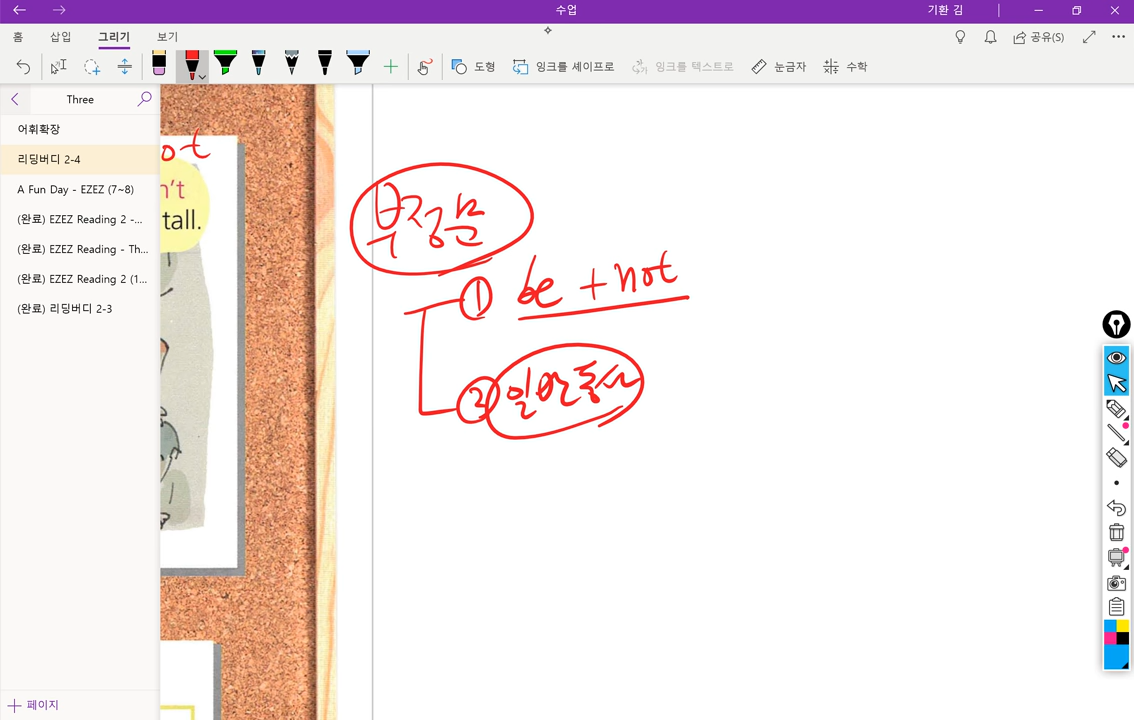 수업
기환 김
홈 삽입 그리기 보기
공유(S)
도형 잉크를 셰이프로 잉크를 텍스트로 눈금자 수학
Three
어휘확장
리딩버디 2-4
A Fun Day - EZEZ (7~8)
(완료) EZEZ Reading 2 -...
(완료) EZEZ Reading - Th...
(완료) EZEZ Reading 2 (1...
(완료) 리딩버디 2-3
페이지
ot
n't
tall.
부정문
① be + not
② 일반동사